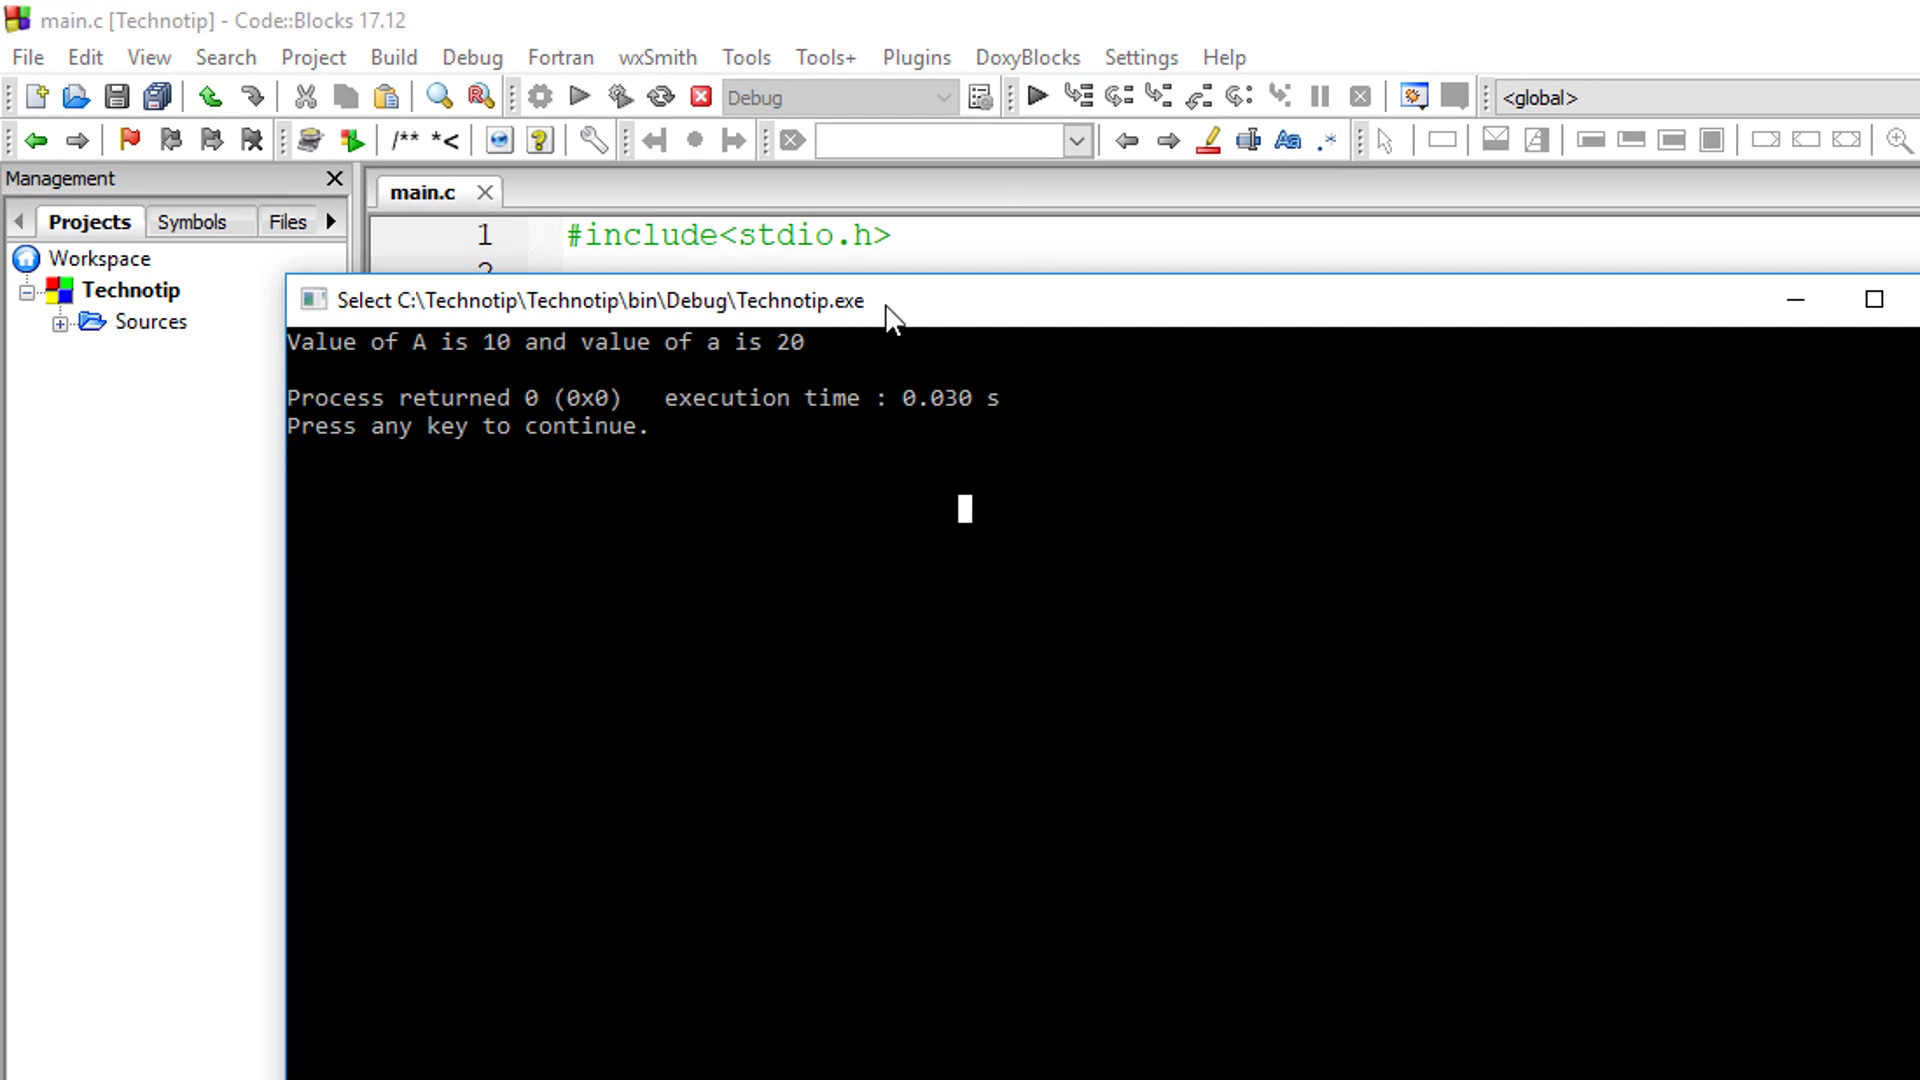 main.c [Technotip] - Code::Blocks 17.12
File Edit View Search Project Build Debug Fortran wxSmith Tools Tools+ Plugins DoxyBlocks Settings Help
Debug <global>
/** *< Aa .*
Management
main.c
Projects Symbols Files
1 #include<stdio.h>
Workspace
2
Technotip
Select C:\Technotip\Technotip\bin\Debug\Technotip.exe
Sources
Value of A is 10 and value of a is 20
Process returned 0 (0x0)   execution time : 0.030 s
Press any key to continue.